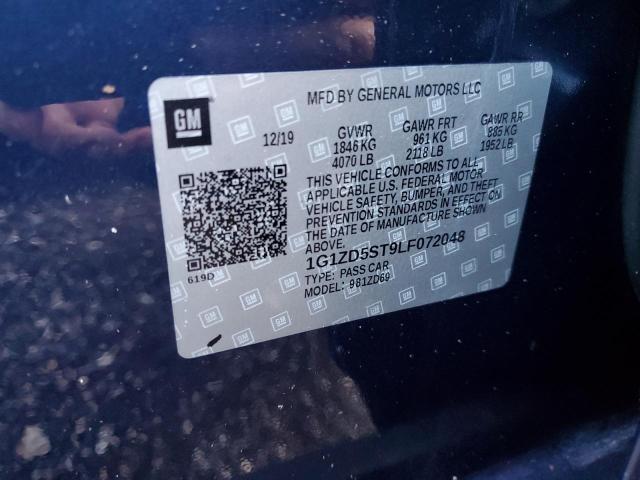 MFD BY GENERAL MOTORS LLC
GM
12/19 GVWR GAWR FRT GAWR RR
1846 KG 961 KG 885 KG
4070 LB 2118 LB 1952 LB
THIS VEHICLE CONFORMS TO ALL
APPLICABLE U.S. FEDERAL MOTOR
VEHICLE SAFETY, BUMPER, AND THEFT
PREVENTION STANDARDS IN EFFECT ON
THE DATE OF MANUFACTURE SHOWN
ABOVE.
1G1ZD5ST9LF072048
TYPE: PASS CAR
MODEL: 981ZD69
619D